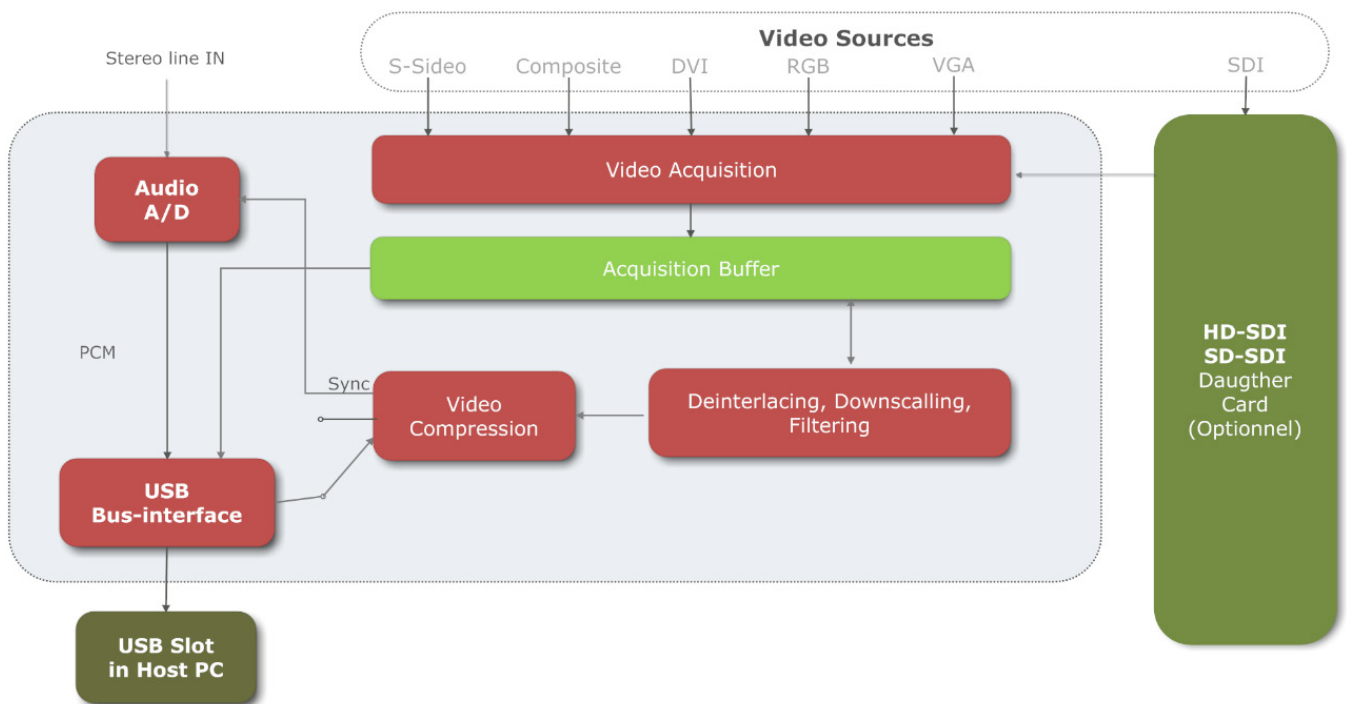 Video Sources
Stereo line IN
S-Sideo
Composite
DVI
RGB
VGA
SDI
Video Acquisition
Audio
A/D
Acquisition Buffer
HD-SDI
SD-SDI
Daugther
Card
(Optionnel)
PCM
Sync
Video
Compression
Deinterlacing, Downscalling,
Filtering
USB
Bus-interface
USB Slot
in Host PC